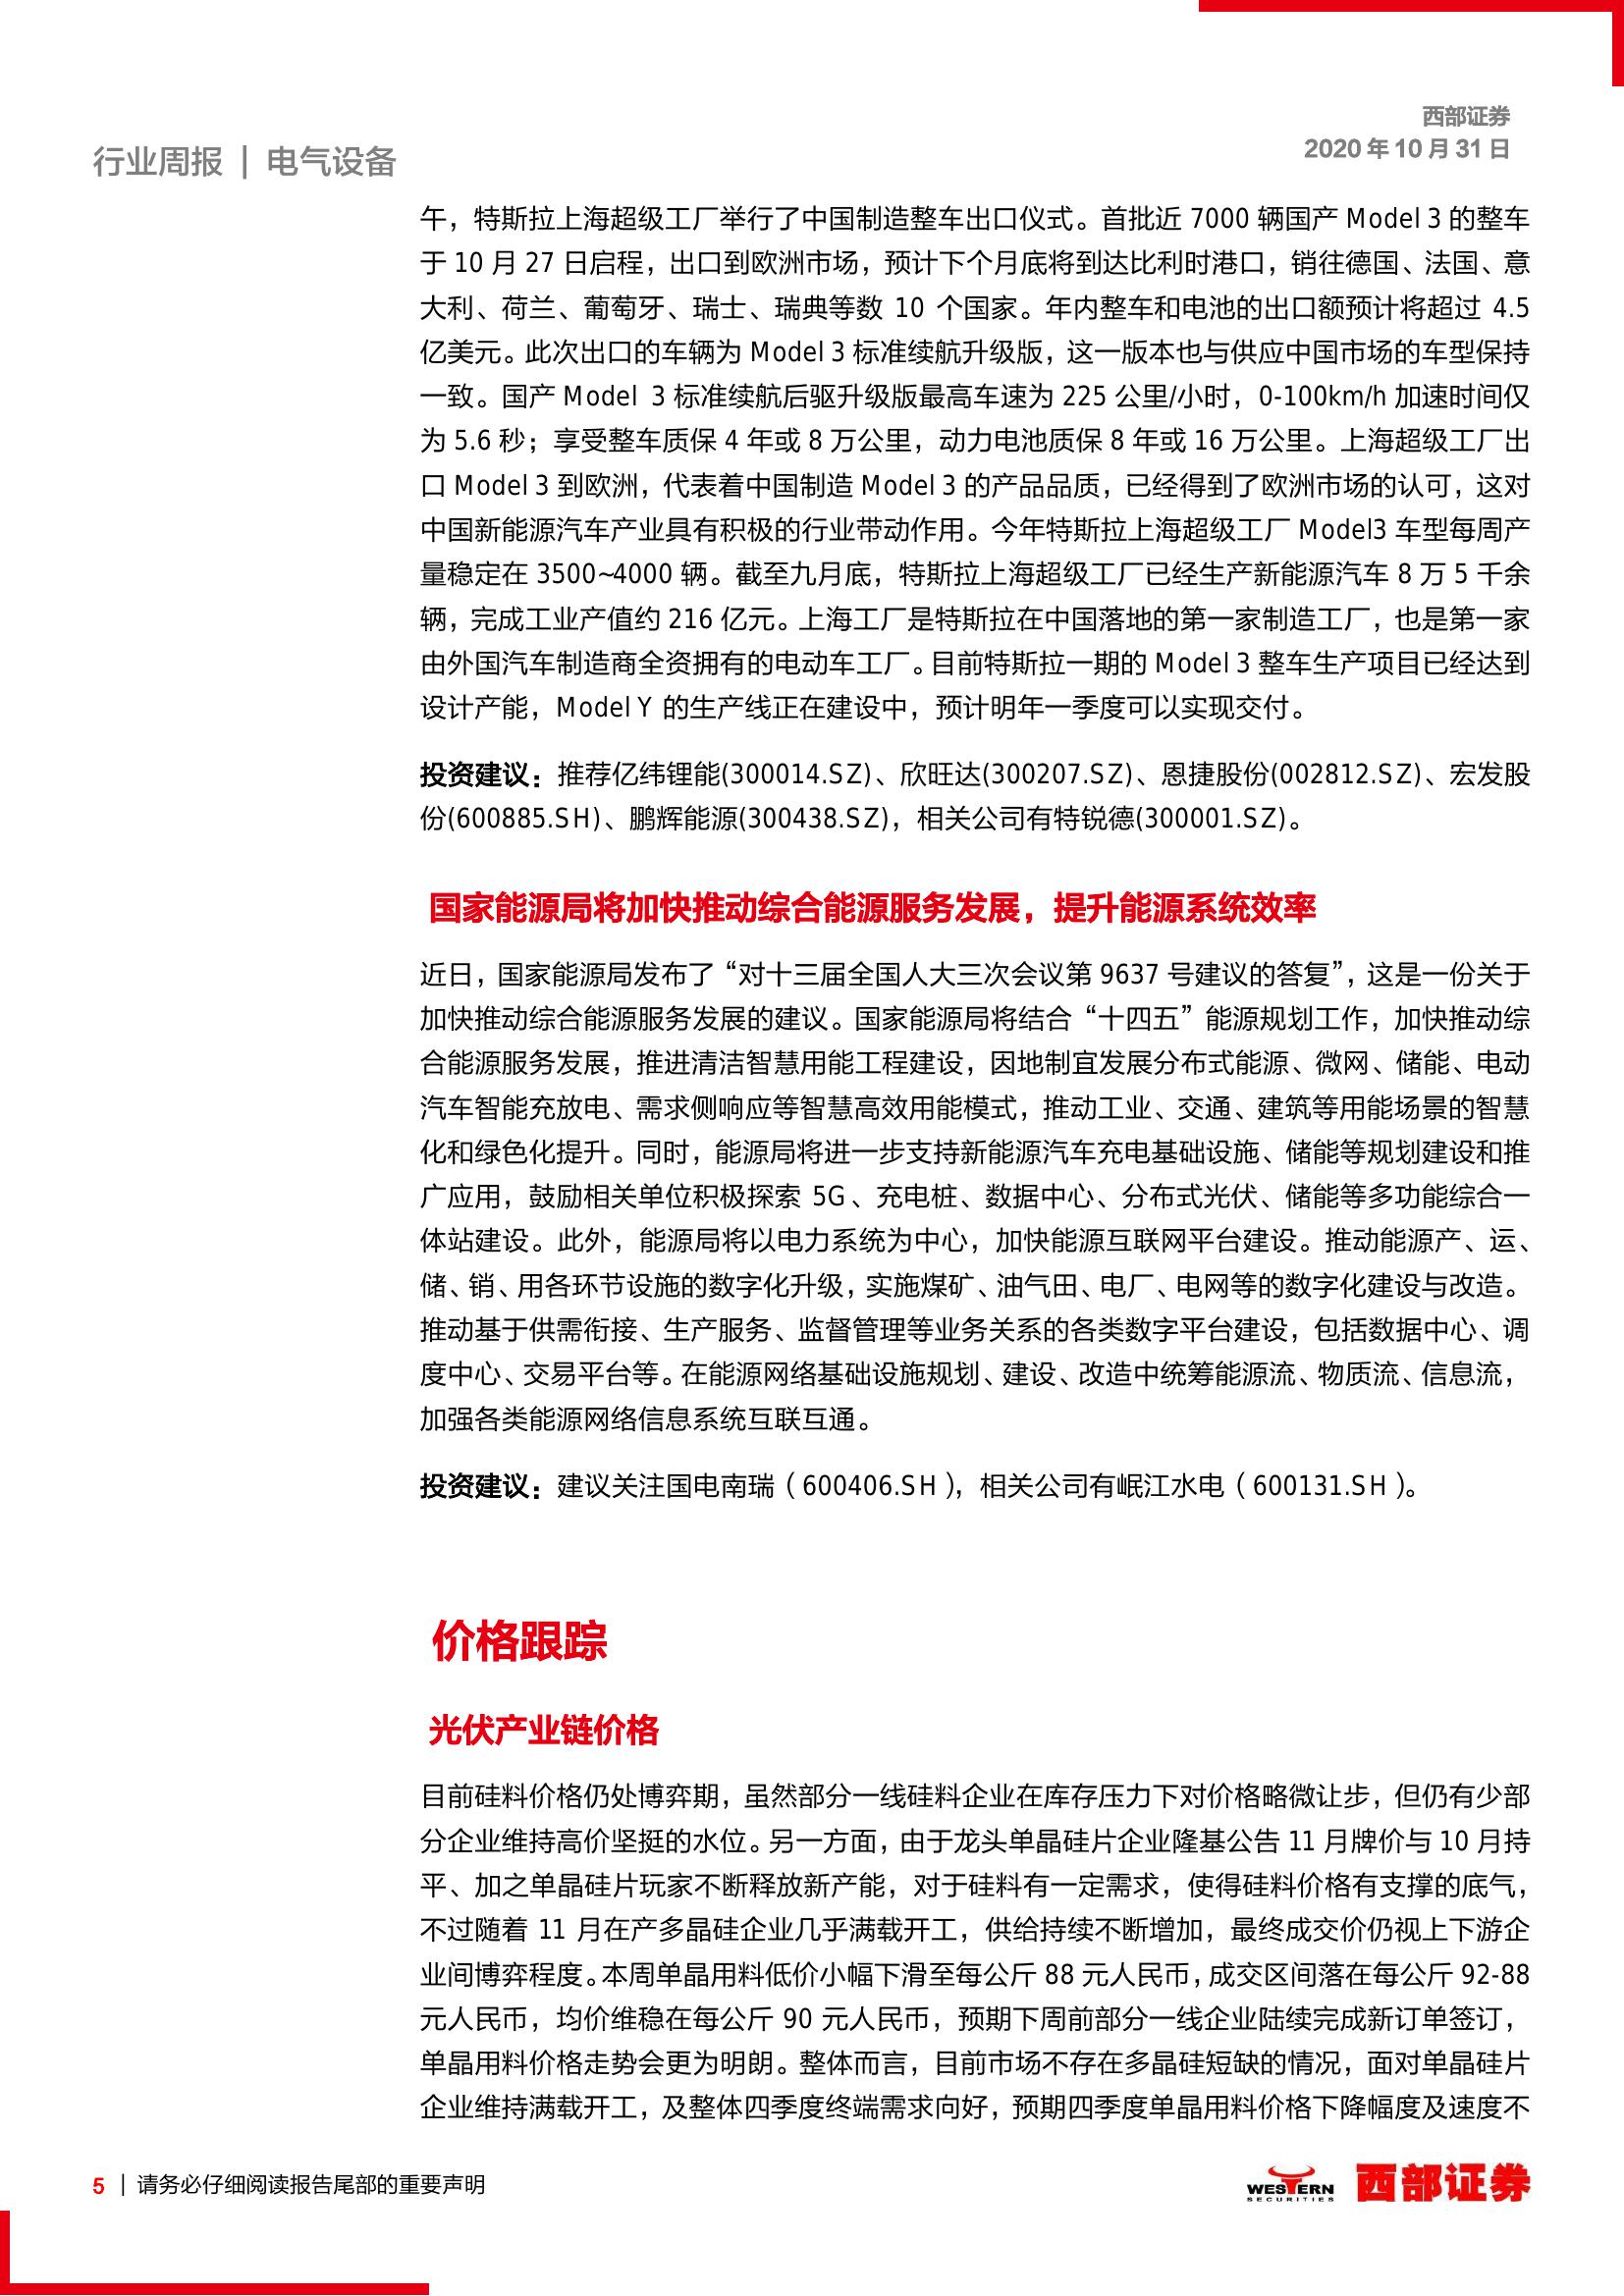 西部证券
2020 年 10 月 31 日
行业周报 | 电气设备
午，特斯拉上海超级工厂举行了中国制造整车出口仪式。首批近 7000 辆国产 Model 3 的整车
于 10 月 27 日启程，出口到欧洲市场，预计下个月底将到达比利时港口，销往德国、法国、意
大利、荷兰、葡萄牙、瑞士、瑞典等数 10 个国家。年内整车和电池的出口额预计将超过 4.5
亿美元。此次出口的车辆为 Model 3 标准续航升级版，这一版本也与供应中国市场的车型保持
一致。国产 Model 3 标准续航后驱升级版最高车速为 225 公里/小时，0-100km/h 加速时间仅
为 5.6 秒；享受整车质保 4 年或 8 万公里，动力电池质保 8 年或 16 万公里。上海超级工厂出
口 Model 3 到欧洲，代表着中国制造 Model 3 的产品品质，已经得到了欧洲市场的认可，这对
中国新能源汽车产业具有积极的行业带动作用。今年特斯拉上海超级工厂 Model3 车型每周产
量稳定在 3500~4000 辆。截至九月底，特斯拉上海超级工厂已经生产新能源汽车 8 万 5 千余
辆，完成工业产值约 216 亿元。上海工厂是特斯拉在中国落地的第一家制造工厂，也是第一家
由外国汽车制造商全资拥有的电动车工厂。目前特斯拉一期的 Model 3 整车生产项目已经达到
设计产能，Model Y 的生产线正在建设中，预计明年一季度可以实现交付。
投资建议：推荐亿纬锂能(300014.SZ)、欣旺达(300207.SZ)、恩捷股份(002812.SZ)、宏发股
份(600885.SH)、鹏辉能源(300438.SZ)，相关公司有特锐德(300001.SZ)。
国家能源局将加快推动综合能源服务发展，提升能源系统效率
近日，国家能源局发布了“对十三届全国人大三次会议第 9637 号建议的答复”，这是一份关于
加快推动综合能源服务发展的建议。国家能源局将结合“十四五”能源规划工作，加快推动综
合能源服务发展，推进清洁智慧用能工程建设，因地制宜发展分布式能源、微网、储能、电动
汽车智能充放电、需求侧响应等智慧高效用能模式，推动工业、交通、建筑等用能场景的智慧
化和绿色化提升。同时，能源局将进一步支持新能源汽车充电基础设施、储能等规划建设和推
广应用，鼓励相关单位积极探索 5G、充电桩、数据中心、分布式光伏、储能等多功能综合一
体站建设。此外，能源局将以电力系统为中心，加快能源互联网平台建设。推动能源产、运、
储、销、用各环节设施的数字化升级，实施煤矿、油气田、电厂、电网等的数字化建设与改造。
推动基于供需衔接、生产服务、监督管理等业务关系的各类数字平台建设，包括数据中心、调
度中心、交易平台等。在能源网络基础设施规划、建设、改造中统筹能源流、物质流、信息流，
加强各类能源网络信息系统互联互通。
投资建议：建议关注国电南瑞（600406.SH），相关公司有岷江水电（600131.SH）。
价格跟踪
光伏产业链价格
目前硅料价格仍处博弈期，虽然部分一线硅料企业在库存压力下对价格略微让步，但仍有少部
分企业维持高价坚挺的水位。另一方面，由于龙头单晶硅片企业隆基公告 11 月牌价与 10 月持
平、加之单晶硅片玩家不断释放新产能，对于硅料有一定需求，使得硅料价格有支撑的底气，
不过随着 11 月在产多晶硅企业几乎满载开工，供给持续不断增加，最终成交价仍视上下游企
业间博弈程度。本周单晶用料低价小幅下滑至每公斤 88 元人民币，成交区间落在每公斤 92-88
元人民币，均价维稳在每公斤 90 元人民币，预期下周前部分一线企业陆续完成新订单签订，
单晶用料价格走势会更为明朗。整体而言，目前市场不存在多晶硅短缺的情况，面对单晶硅片
企业维持满载开工，及整体四季度终端需求向好，预期四季度单晶用料价格下降幅度及速度不
5 | 请务必仔细阅读报告尾部的重要声明
WESTERN
SECURITIES
西部证券